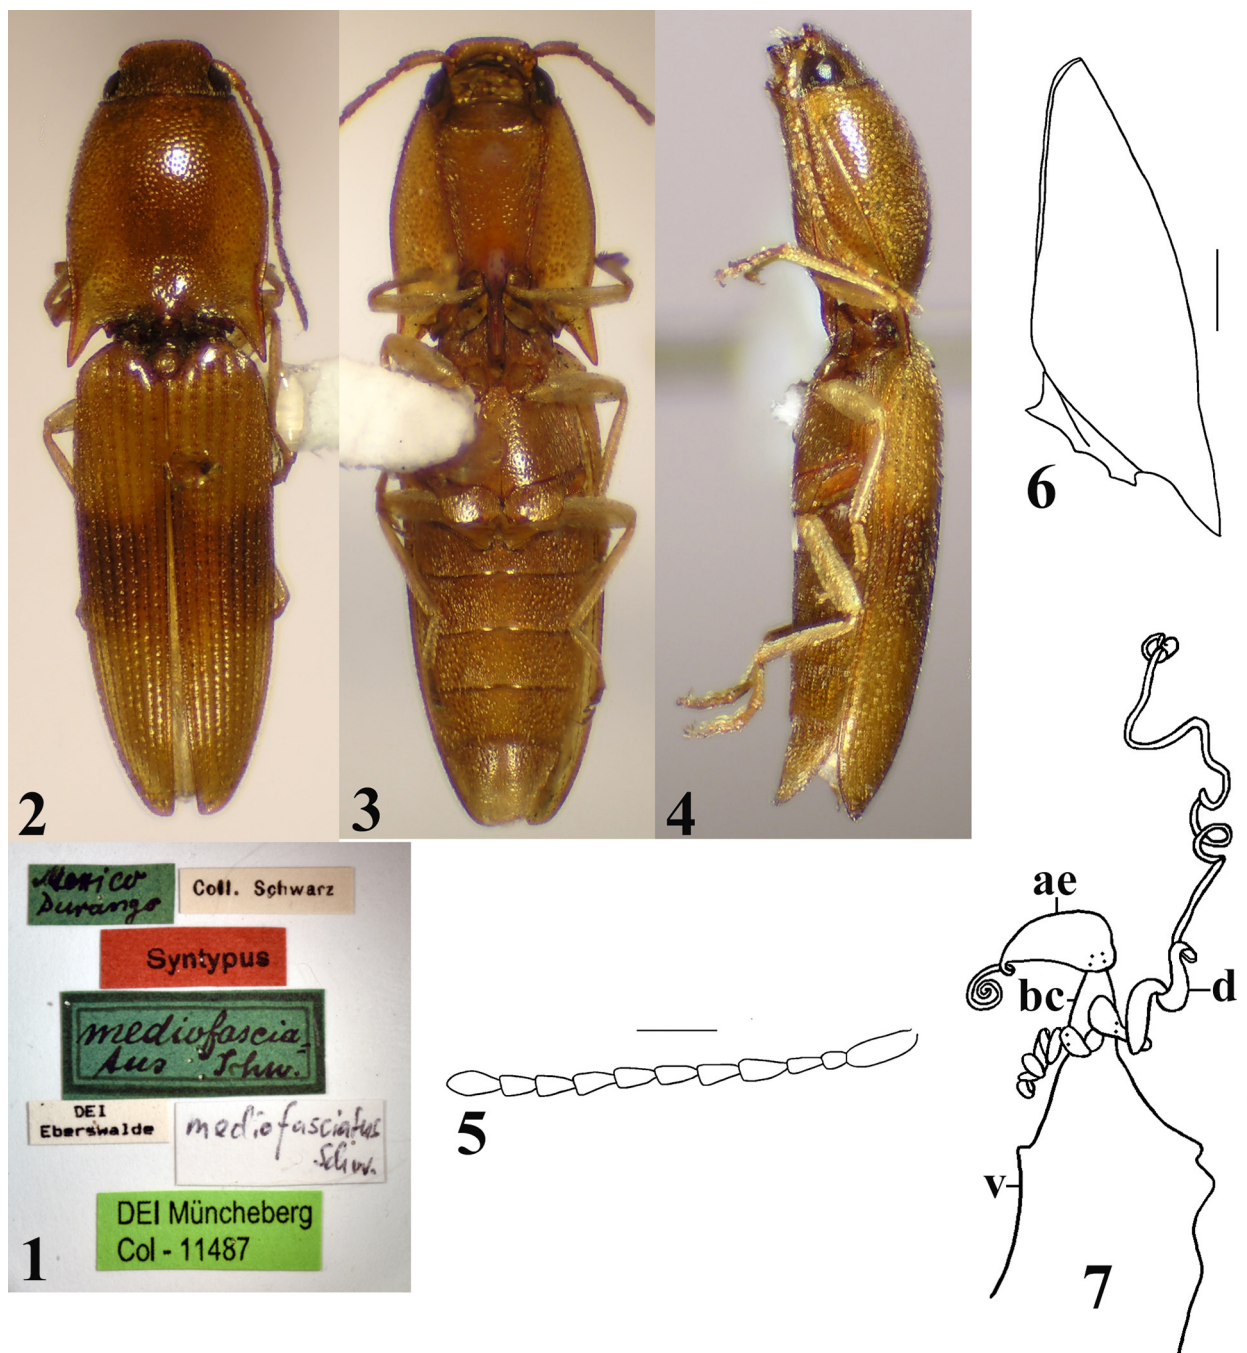 2
3
4
6
Mexico
Durango
Coll. Schwarz
Syntypus
mediofascia-
tus Schw.
DEI
Eberswalde
mediofasciatus
Schw.
DEI Müncheberg
Col - 11487
1
5
ae
bc
d
v
7